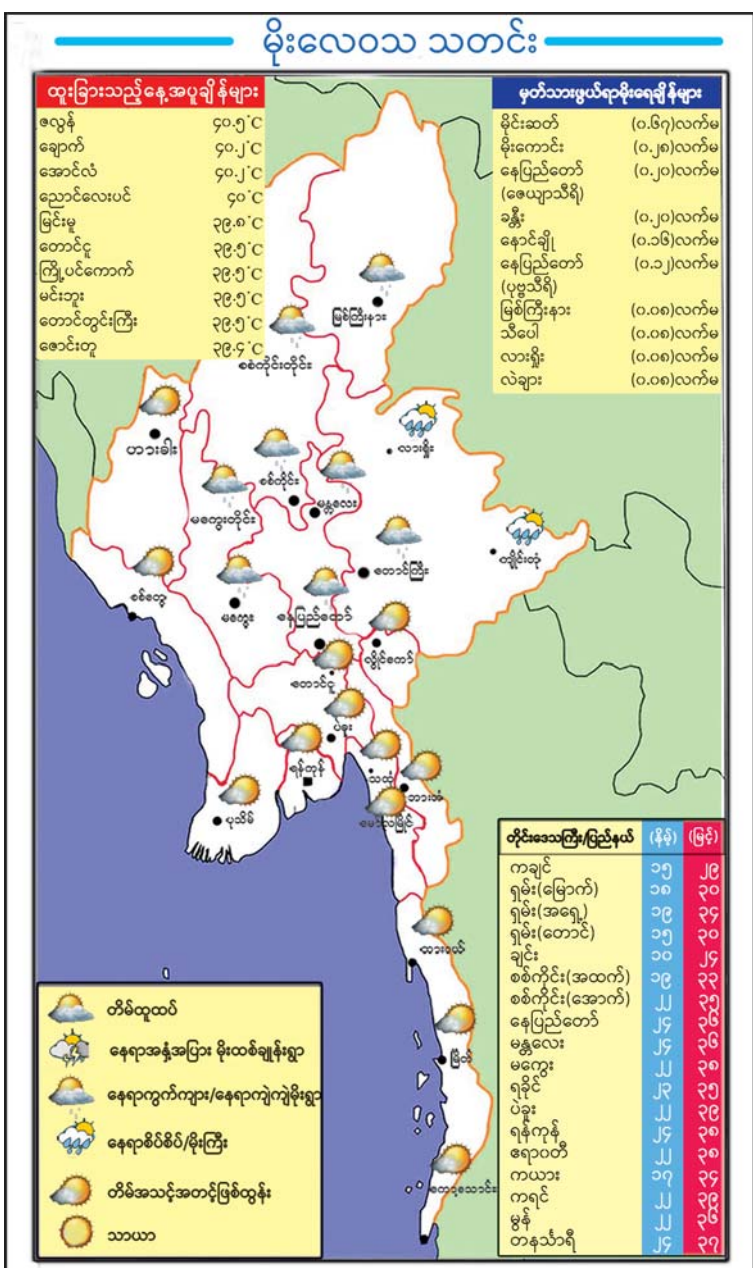 မိုးလေဝသ သတင်း
ထူးခြားသည့်နေ့အပူချိန်များ
ဇလွန် ၄၀.၅°C
ချောက် ၄၀.၂°C
အောင်လံ ၄၀.၂°C
ညောင်လေးပင် ၄၀°C
မြင်းမူ ၃၉.၈°C
တောင်ငူ ၃၉.၅°C
ကြို့ပင်ကောက် ၃၉.၅°C
မင်းဘူး ၃၉.၅°C
တောင်တွင်းကြီး ၃၉.၅°C
ဇောင်းတူ ၃၉.၄°C
မှတ်သားဖွယ်ရာမိုးရေချိန်များ
မိုင်းဆတ် (၀.၆၇)လက်မ
မိုးကောင်း (၀.၂၈)လက်မ
နေပြည်တော် (၀.၂၀)လက်မ
(ဇေယျာသီရိ)
ခန္တီး (၀.၂၀)လက်မ
နောင်ချို (၀.၁၆)လက်မ
နေပြည်တော် (၀.၁၂)လက်မ
(ပုဗ္ဗသီရိ)
မြစ်ကြီးနား (၀.၀၈)လက်မ
သီပေါ (၀.၀၈)လက်မ
လားရှိုး (၀.၀၈)လက်မ
လဲချား (၀.၀၈)လက်မ
မြစ်ကြီးနား
စစ်ကိုင်းတိုင်း
ဟားခါး
လားရှိုး
စစ်ကိုင်း
မန္တလေး
မကွေးတိုင်း
ကျိုင်းတုံ
တောင်ကြီး
စစ်တွေ
မကွေး
နေပြည်တော်
လွိုင်ကော်
တောင်ငူ
ပဲခူး
ရန်ကုန်
သထုံ
ဘားအံ
ပုသိမ်
မော်လမြိုင်
ထားဝယ်
မြိတ်
ကော့သောင်း
တိမ်ထူထပ်
နေရာအနှံ့အပြား မိုးထစ်ချုန်းရွာ
နေရာကွက်ကျား/နေရာကျဲကျဲမိုးရွာ
နေရာစိပ်စိပ်/မိုးကြီး
တိမ်အသင့်အတင့်ဖြစ်ထွန်း
သာယာ
တိုင်းဒေသကြီး/ပြည်နယ် (နိမ့်) (မြင့်)
ကချင် ၁၅ ၂၉
ရှမ်း(မြောက်) ၁၈ ၃၀
ရှမ်း(အရှေ့) ၁၉ ၃၄
ရှမ်း(တောင်) ၁၅ ၃၀
ချင်း ၁၀ ၂၄
စစ်ကိုင်း(အထက်) ၁၉ ၃၃
စစ်ကိုင်း(အောက်) ၂၂ ၃၅
နေပြည်တော် ၂၄ ၃၆
မန္တလေး ၂၄ ၃၆
မကွေး ၂၂ ၃၈
ရခိုင် ၂၃ ၃၅
ပဲခူး ၂၂ ၃၉
ရန်ကုန် ၂၄ ၃၈
ဧရာဝတီ ၂၂ ၃၈
ကယား ၁၇ ၃၄
ကရင် ၂၂ ၃၉
မွန် ၂၂ ၃၆
တနင်္သာရီ ၂၄ ၃၇